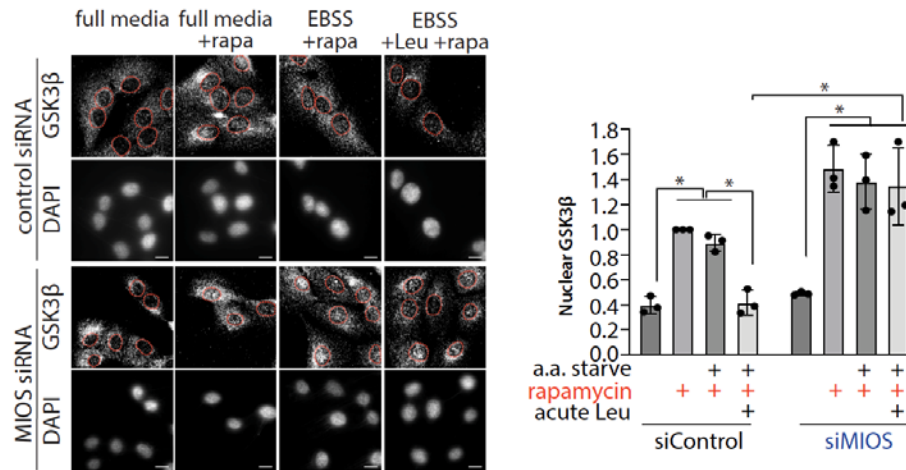 full media
full media
+rapa
EBSS
+rapa
EBSS
+Leu +rapa
control siRNA
GSK3β
DAPI
MIOS siRNA
GSK3β
DAPI
Nuclear GSK3β
1.8
1.6
1.4
1.2
1.0
0.8
0.6
0.4
0.2
0.0
*
*
*
*
a.a. starve + + + +
rapamycin + + + + + +
acute Leu + +
siControl siMIOS